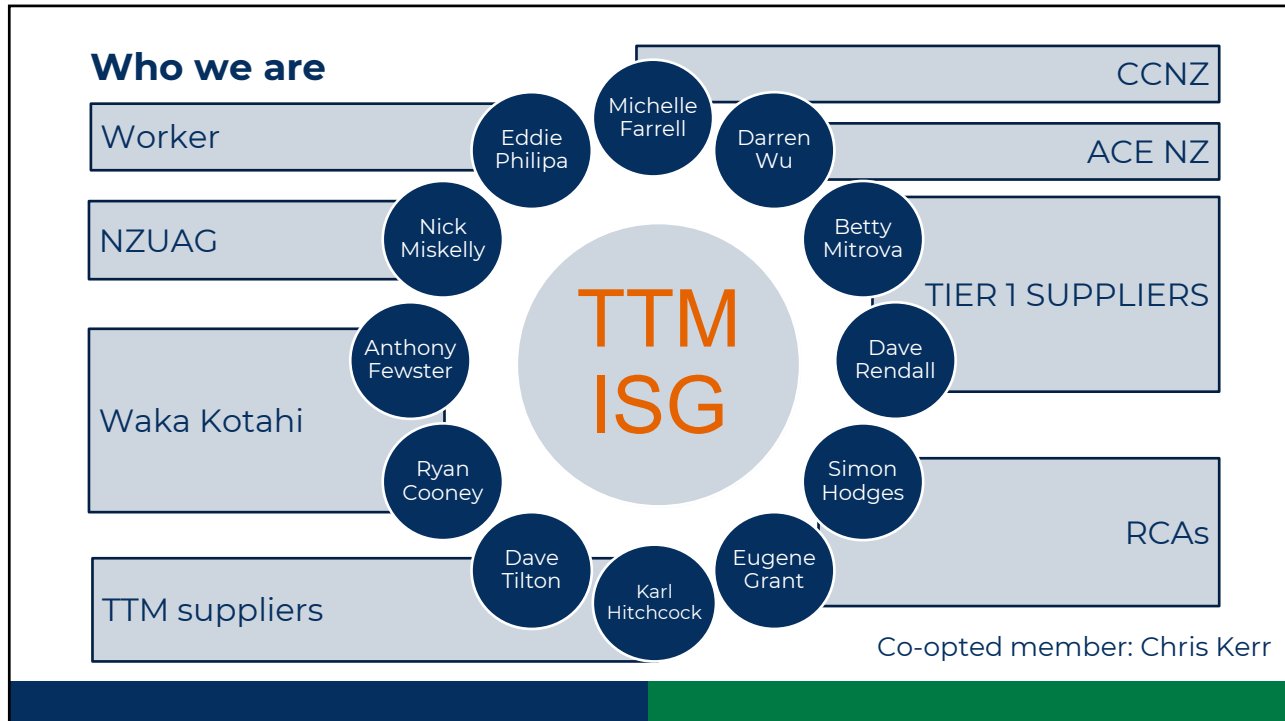 Who we are
CCNZ
Michelle
Farrell
Worker
Eddie
Philipa
Darren
Wu
ACE NZ
NZUAG
Nick
Miskelly
Betty
Mitrova
TIER 1 SUPPLIERS
TTM
ISG
Anthony
Fewster
Dave
Rendall
Waka Kotahi
Ryan
Cooney
Simon
Hodges
RCAs
Dave
Tilton
Karl
Hitchcock
Eugene
Grant
TTM suppliers
Co-opted member: Chris Kerr